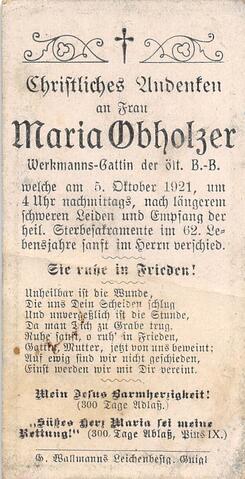 Christliches Andenken
an Frau
Maria Obholzer
Werkmanns-Gattin der öst. B.-B.
welche am 5. Oktober 1921, um
4 Uhr nachmittags, nach längerem
schweren Leiden und Empfang der
heil. Sterbesakramente im 62. Le-
bensjahre sanft im Herrn verschied.
Sie ruhe in Frieden!
Unheilbar ist die Wunde,
Die uns Dein Scheiden schlug
Und unvergeßlich ist die Stunde,
Da man Dich zu Grabe trug.
Ruhe sanft, o ruh' in Frieden,
Gattin, Mutter, jetzt von uns beweint;
Auf ewig sind wir nicht geschieden,
Einst werden wir mit Dir vereint.
Mein Jesus Barmherzigkeit!
(300 Tage Ablaß.)
„Süßes Herz Mariä sei meine
Rettung!" (300 Tage Ablaß, Pius IX.)
G. Wallmanns Leichenbestg. Gnigl